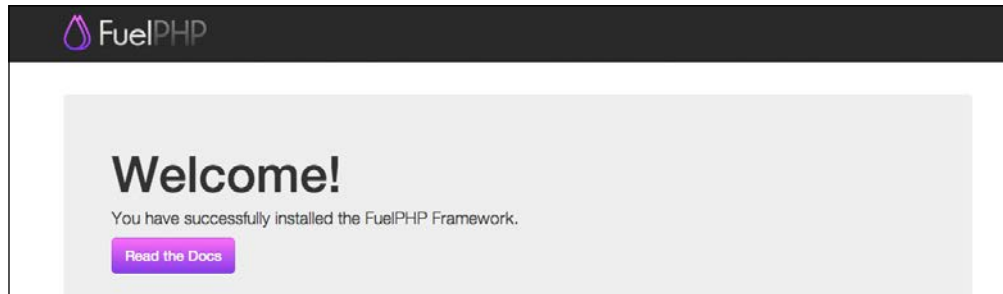 FuelPHP
Welcome!
You have successfully installed the FuelPHP Framework.
Read the Docs